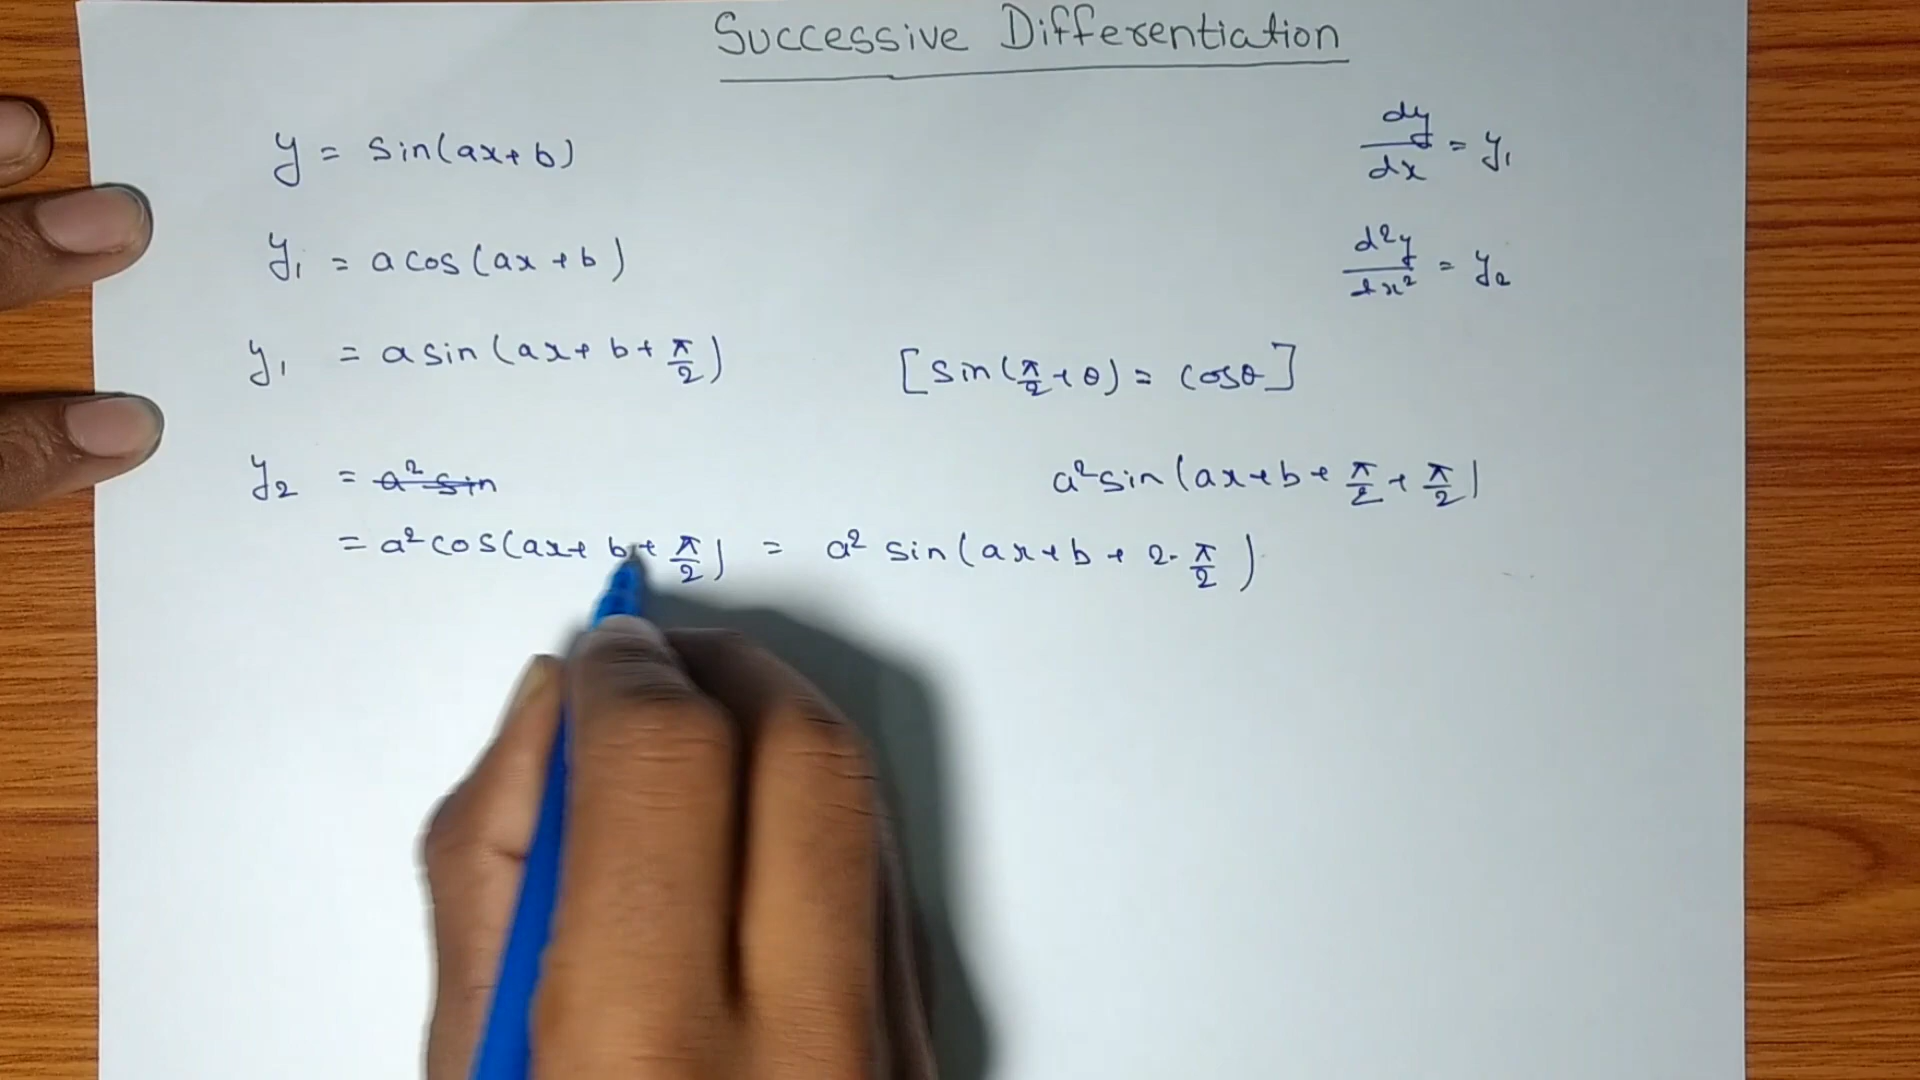 Successive Differentiation
y = sin(ax+b)
dy/dx = y₁
y₁ = a cos(ax+b)
d²y/dx² = y₂
y₁ = a sin(ax+b+π/2) [sin(π/2+θ) = cosθ]
y₂ = a² sin a² sin(ax+b+π/2+π/2)
= a² cos(ax+b+π/2) = a² sin(ax+b+2·π/2)